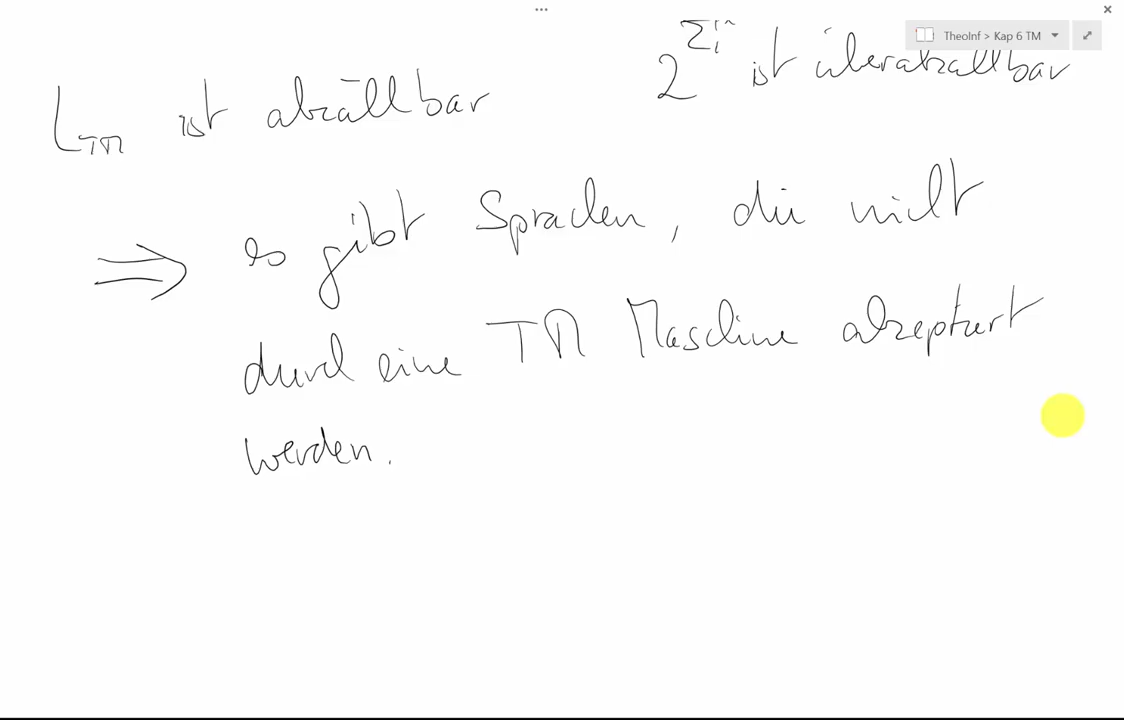 TheoInf > Kap 6 TM
L_TM ist abzählbar
2^Σ* ist überabzählbar
⇒ es gibt Sprachen, die nicht
durch eine TM Maschine akzeptiert
werden.